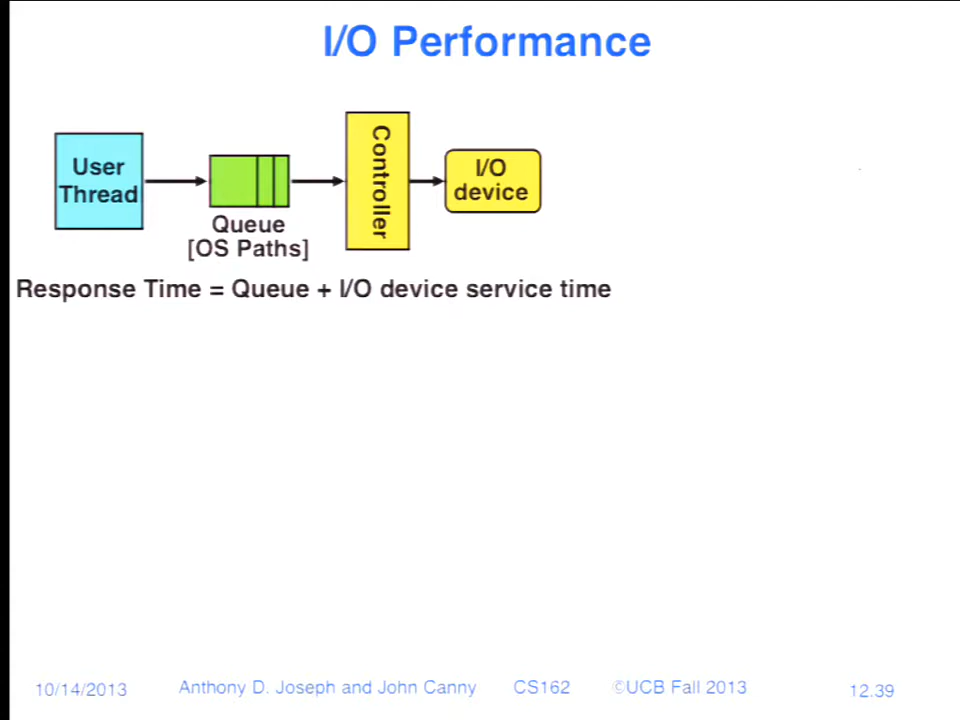 I/O Performance
User
Thread
Queue
[OS Paths]
Controller
I/O
device
Response Time = Queue + I/O device service time
10/14/2013
Anthony D. Joseph and John Canny
CS162
©UCB Fall 2013
12.39